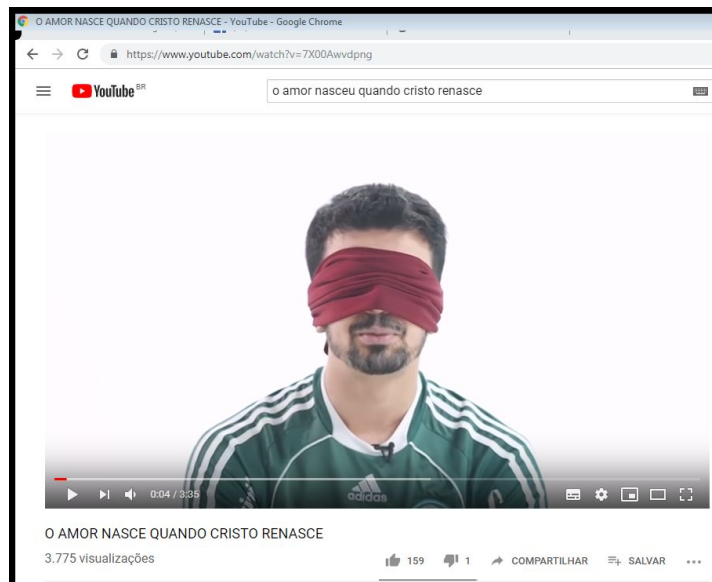 O AMOR NASCE QUANDO CRISTO RENASCE - YouTube - Google Chrome
https://www.youtube.com/watch?v=7X00Awvdpng
YouTube BR
o amor nasceu quando cristo renasce
adidas
0:04 / 3:35
O AMOR NASCE QUANDO CRISTO RENASCE
3.775 visualizações
159 1 COMPARTILHAR SALVAR